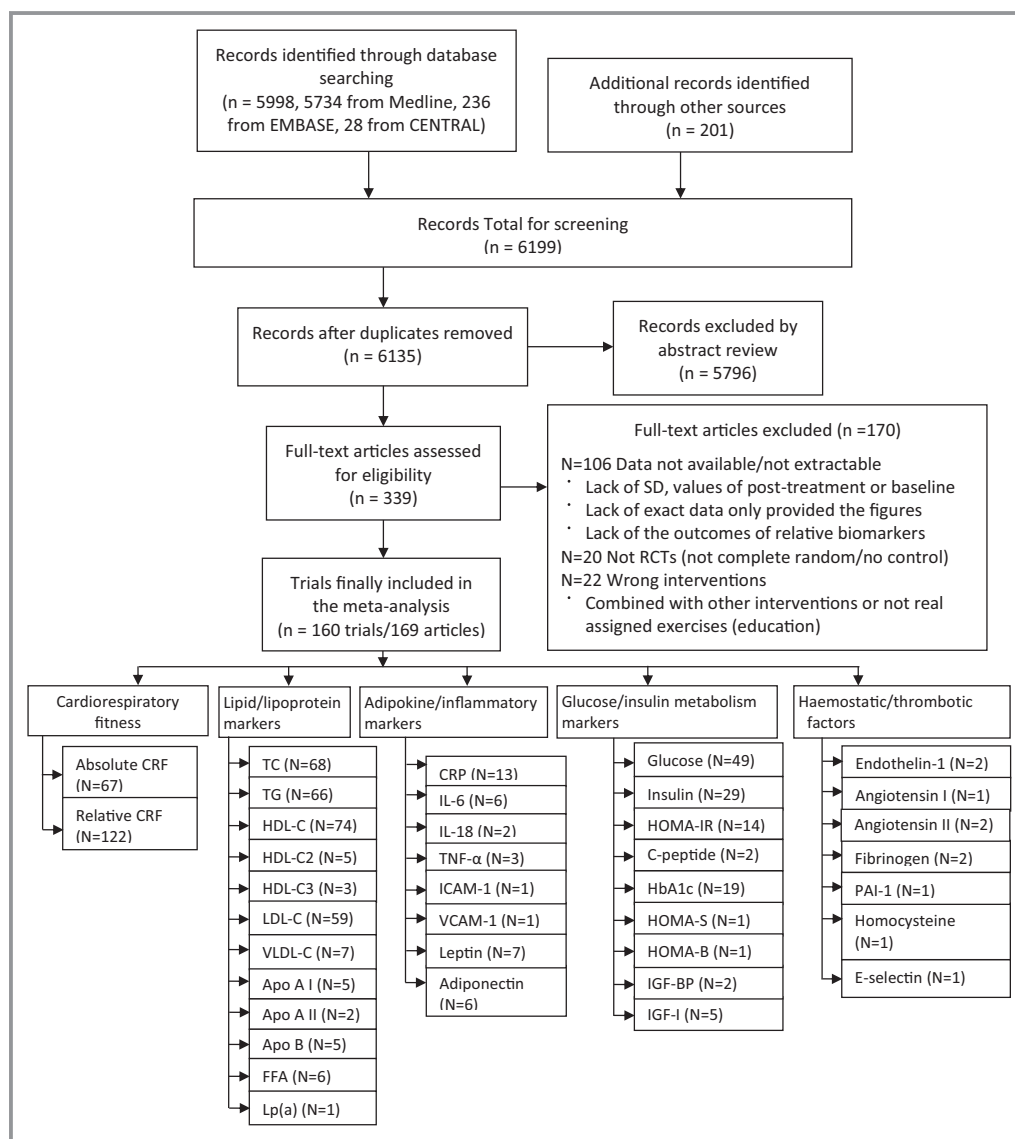 Records identified through database
searching
(n = 5998, 5734 from Medline, 236
from EMBASE, 28 from CENTRAL)
Additional records identified
through other sources
(n = 201)
Records Total for screening
(n = 6199)
Records after duplicates removed
(n = 6135)
Records excluded by
abstract review
(n = 5796)
Full-text articles assessed
for eligibility
(n = 339)
Full-text articles excluded (n =170)
N=106 Data not available/not extractable
· Lack of SD, values of post-treatment or baseline
· Lack of exact data only provided the figures
· Lack of the outcomes of relative biomarkers
N=20 Not RCTs (not complete random/no control)
N=22 Wrong interventions
· Combined with other interventions or not real
assigned exercises (education)
Trials finally included in
the meta-analysis
(n = 160 trials/169 articles)
Cardiorespiratory
fitness
Absolute CRF
(N=67)
Relative CRF
(N=122)
Lipid/lipoprotein
markers
TC (N=68)
TG (N=66)
HDL-C (N=74)
HDL-C2 (N=5)
HDL-C3 (N=3)
LDL-C (N=59)
VLDL-C (N=7)
Apo A I (N=5)
Apo A II (N=2)
Apo B (N=5)
FFA (N=6)
Lp(a) (N=1)
Adipokine/inflammatory
markers
CRP (N=13)
IL-6 (N=6)
IL-18 (N=2)
TNF-α (N=3)
ICAM-1 (N=1)
VCAM-1 (N=1)
Leptin (N=7)
Adiponectin
(N=6)
Glucose/insulin metabolism
markers
Glucose (N=49)
Insulin (N=29)
HOMA-IR (N=14)
C-peptide (N=2)
HbA1c (N=19)
HOMA-S (N=1)
HOMA-B (N=1)
IGF-BP (N=2)
IGF-I (N=5)
Haemostatic/thrombotic
factors
Endothelin-1 (N=2)
Angiotensin I (N=1)
Angiotensin II (N=2)
Fibrinogen (N=2)
PAI-1 (N=1)
Homocysteine
(N=1)
E-selectin (N=1)